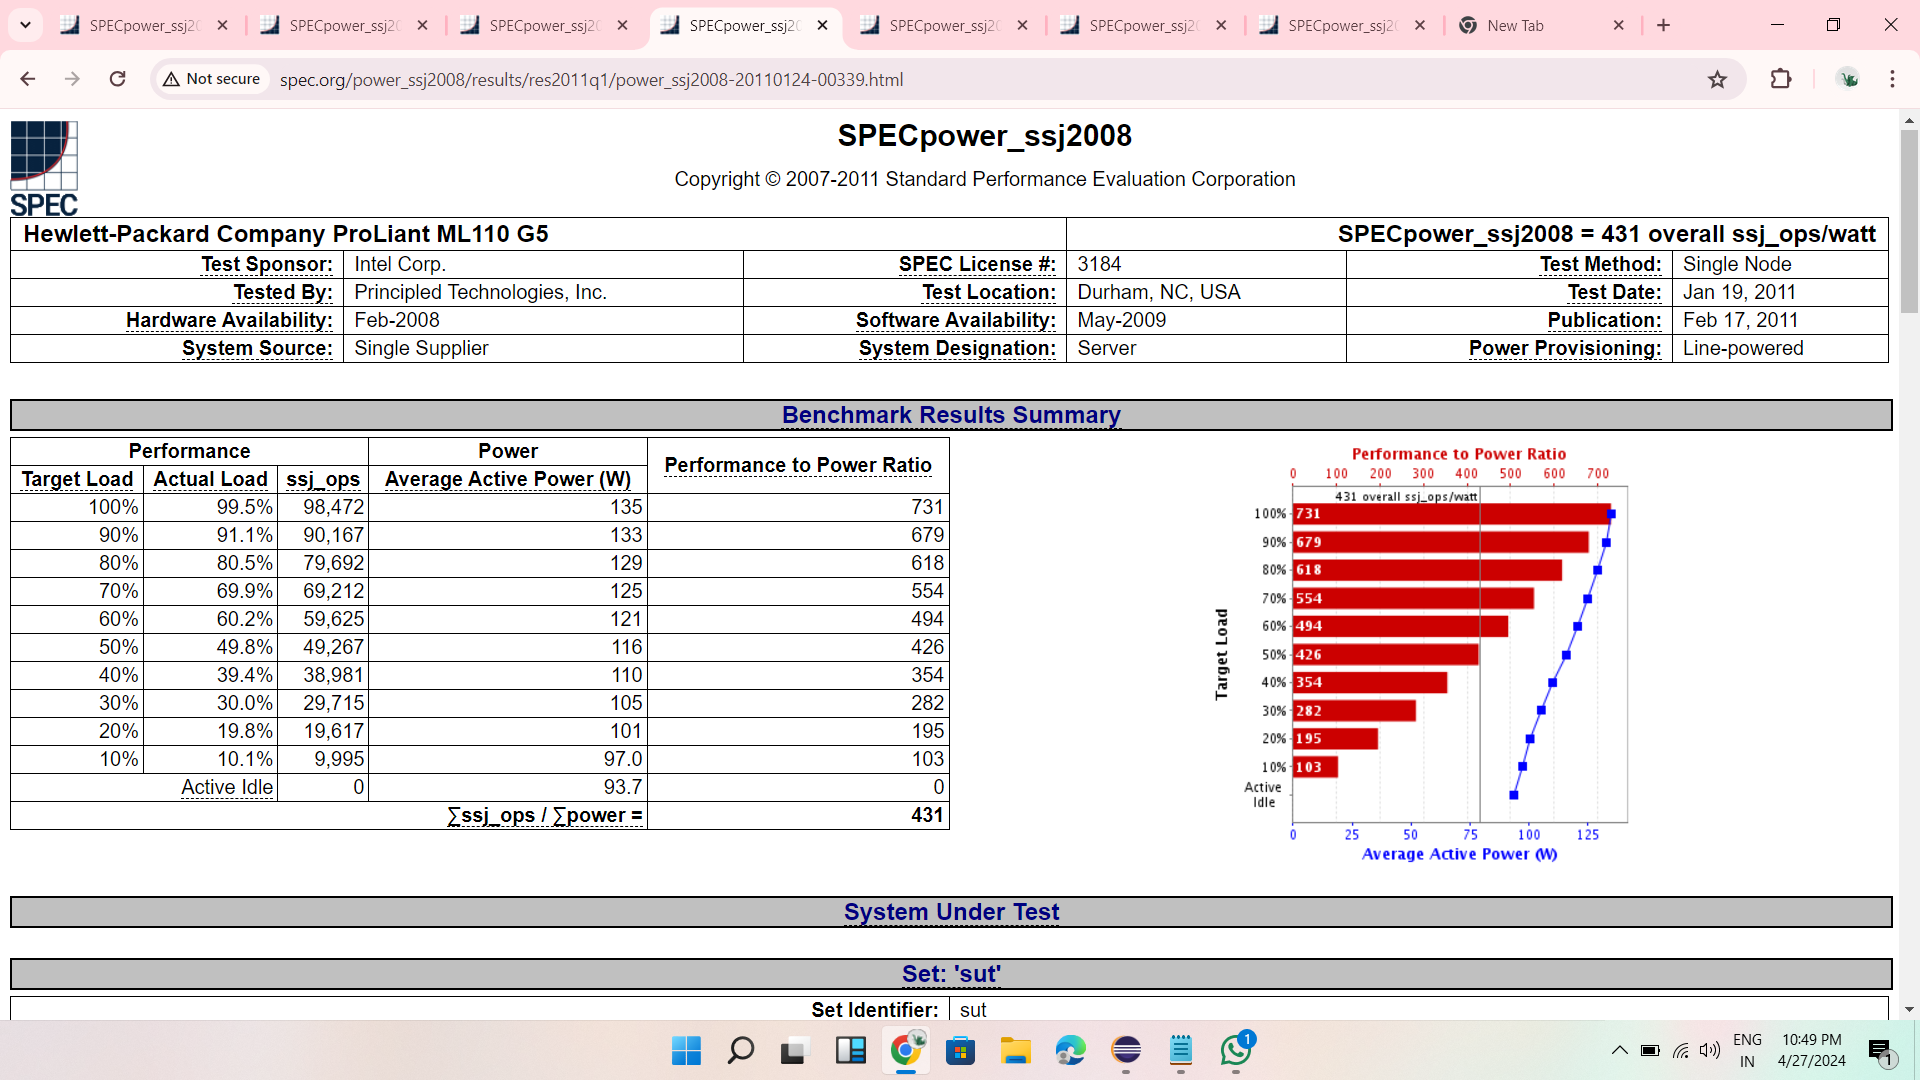 SPECpower_ssj20
SPECpower_ssj20
SPECpower_ssj20
SPECpower_ssj20
SPECpower_ssj20
SPECpower_ssj20
SPECpower_ssj20
New Tab
Not secure
spec.org/power_ssj2008/results/res2011q1/power_ssj2008-20110124-00339.html
SPEC
SPECpower_ssj2008
Copyright © 2007-2011 Standard Performance Evaluation Corporation
Hewlett-Packard Company ProLiant ML110 G5 SPECpower_ssj2008 = 431 overall ssj_ops/watt
Test Sponsor: Intel Corp. SPEC License #: 3184 Test Method: Single Node
Tested By: Principled Technologies, Inc. Test Location: Durham, NC, USA Test Date: Jan 19, 2011
Hardware Availability: Feb-2008 Software Availability: May-2009 Publication: Feb 17, 2011
System Source: Single Supplier System Designation: Server Power Provisioning: Line-powered
Benchmark Results Summary
Performance Power Performance to Power Ratio
Target Load Actual Load ssj_ops Average Active Power (W)
100% 99.5% 98,472 135 731
90% 91.1% 90,167 133 679
80% 80.5% 79,692 129 618
70% 69.9% 69,212 125 554
60% 60.2% 59,625 121 494
50% 49.8% 49,267 116 426
40% 39.4% 38,981 110 354
30% 30.0% 29,715 105 282
20% 19.8% 19,617 101 195
10% 10.1% 9,995 97.0 103
Active Idle 0 93.7 0
∑ssj_ops / ∑power = 431
Performance to Power Ratio
0 100 200 300 400 500 600 700
431 overall ssj_ops/watt
Target Load
100% 731
90% 679
80% 618
70% 554
60% 494
50% 426
40% 354
30% 282
20% 195
10% 103
Active
Idle
0 25 50 75 100 125
Average Active Power (W)
System Under Test
Set: 'sut'
Set Identifier: sut
1
ENG
IN
10:49 PM
4/27/2024
1